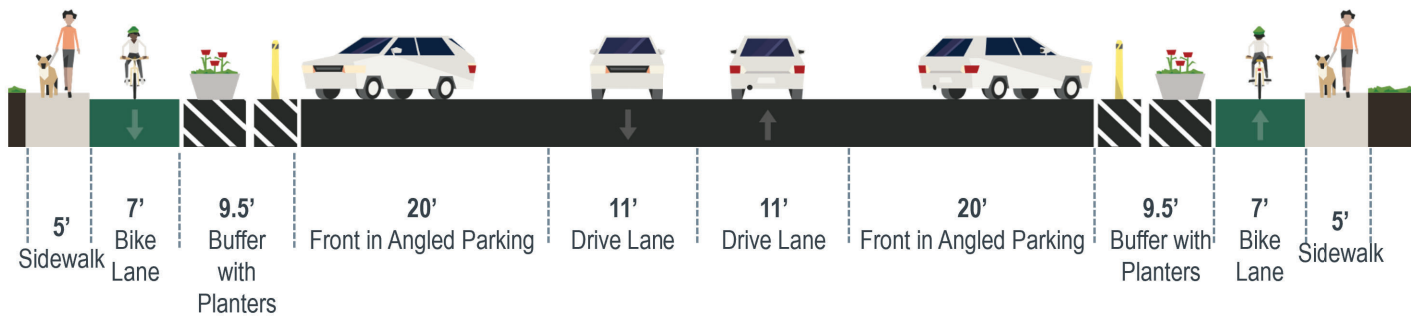 5’
Sidewalk
7’
Bike
Lane
9.5’
Buffer
with
Planters
20’
Front in Angled Parking
11’
Drive Lane
11’
Drive Lane
20’
Front in Angled Parking
9.5’
Buffer with
Planters
7’
Bike
Lane
5’
Sidewalk